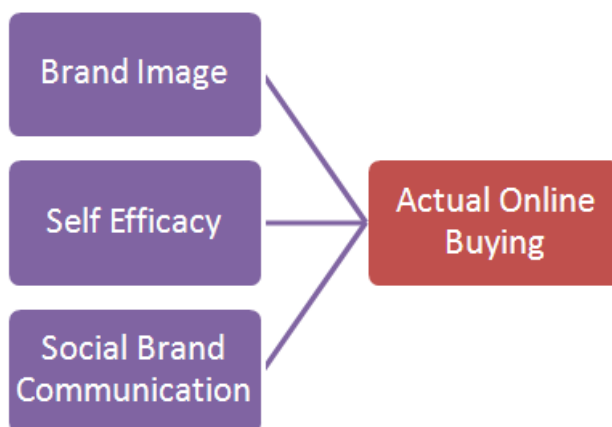 Brand Image
Self Efficacy
Social Brand
Communication
Actual Online
Buying